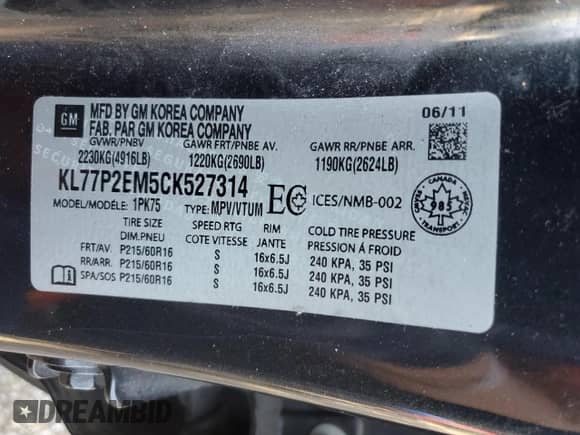 GM
MFD BY GM KOREA COMPANY
FAB. PAR GM KOREA COMPANY
06/11
GVWR/PNBV
GAWR FRT/PNBE AV.
GAWR RR/PNBE ARR.
2230KG(4916LB)
1220KG(2690LB)
1190KG(2624LB)
KL77P2EM5CK527314
EC
ICES/NMB-002
CANADA
985
TRANSPORT
MODEL/MODÈLE: 1PK75
TYPE: MPV/VTUM
TIRE SIZE SPEED RTG RIM COLD TIRE PRESSURE
DIM.PNEU COTE VITESSE JANTE PRESSION À FROID
FRT/AV. P215/60R16 S 16x6.5J 240 KPA, 35 PSI
RR/ARR. P215/60R16 S 16x6.5J 240 KPA, 35 PSI
SPA/SOS P215/60R16 S 16x6.5J 240 KPA, 35 PSI
DREAMBID